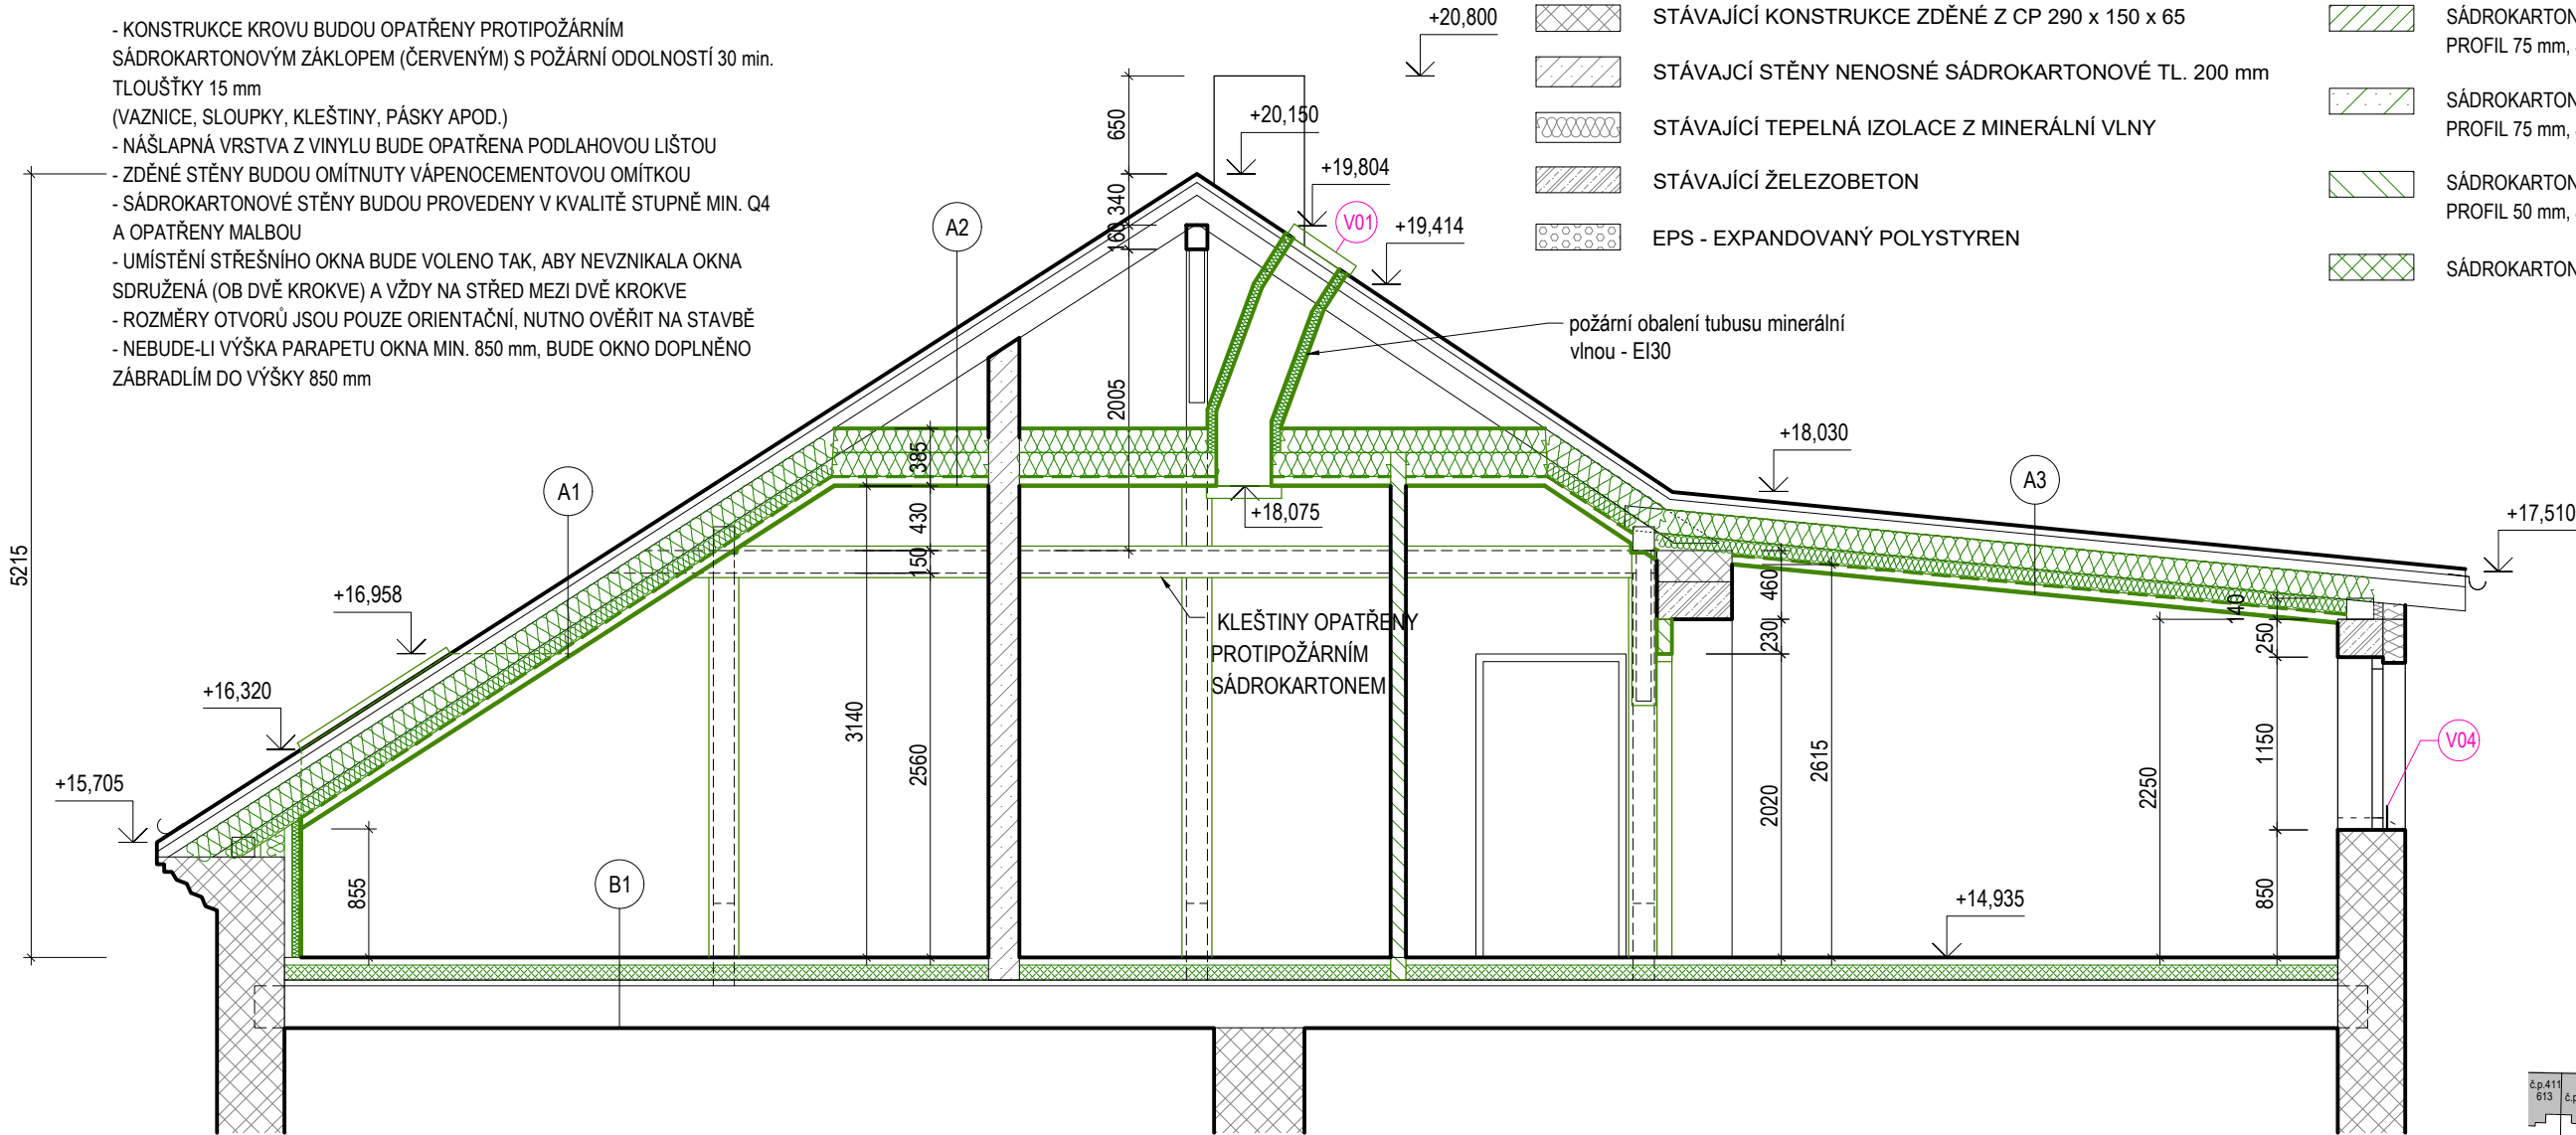 - KONSTRUKCE KROVU BUDOU OPATŘENY PROTIPOŽÁRNÍM
SÁDROKARTONOVÝM ZÁKLOPEM (ČERVENÝM) S POŽÁRNÍ ODOLNOSTÍ 30 min.
TLOUŠŤKY 15 mm
(VAZNICE, SLOUPKY, KLEŠTINY, PÁSKY APOD.)
- NÁŠLAPNÁ VRSTVA Z VINYLU BUDE OPATŘENA PODLAHOVOU LIŠTOU
- ZDĚNÉ STĚNY BUDOU OMÍTNUTY VÁPENOCEMENTOVOU OMÍTKOU
- SÁDROKARTONOVÉ STĚNY BUDOU PROVEDENY V KVALITĚ STUPNĚ MIN. Q4
A OPATŘENY MALBOU
- UMÍSTĚNÍ STŘEŠNÍHO OKNA BUDE VOLENO TAK, ABY NEVZNIKALA OKNA
SDRUŽENÁ (OB DVĚ KROKVE) A VŽDY NA STŘED MEZI DVĚ KROKVE
- ROZMĚRY OTVORŮ JSOU POUZE ORIENTAČNÍ, NUTNO OVĚŘIT NA STAVBĚ
- NEBUDE-LI VÝŠKA PARAPETU OKNA MIN. 850 mm, BUDE OKNO DOPLNĚNO
ZÁBRADLÍM DO VÝŠKY 850 mm
STÁVAJÍCÍ KONSTRUKCE ZDĚNÉ Z CP 290 x 150 x 65
STÁVAJCÍ STĚNY NENOSNÉ SÁDROKARTONOVÉ TL. 200 mm
STÁVAJÍCÍ TEPELNÁ IZOLACE Z MINERÁLNÍ VLNY
STÁVAJÍCÍ ŽELEZOBETON
EPS - EXPANDOVANÝ POLYSTYREN
SÁDROKARTON
PROFIL 75 mm,
SÁDROKARTON
PROFIL 75 mm,
SÁDROKARTON
PROFIL 50 mm,
SÁDROKARTON
+20,800
+20,150
+19,804
V01
+19,414
650
340
160
2005
A2
požární obalení tubusu minerální
vlnou - EI30
5215
A1
385
430
150
+18,075
+18,030
A3
+17,510
+16,958
+16,320
+15,705
KLEŠTINY OPATŘENY
PROTIPOŽÁRNÍM
SÁDROKARTONEM
460
230
140
250
3140
2560
2020
2615
2250
1150
V04
855
B1
+14,935
850
č.p.411
613
č.p